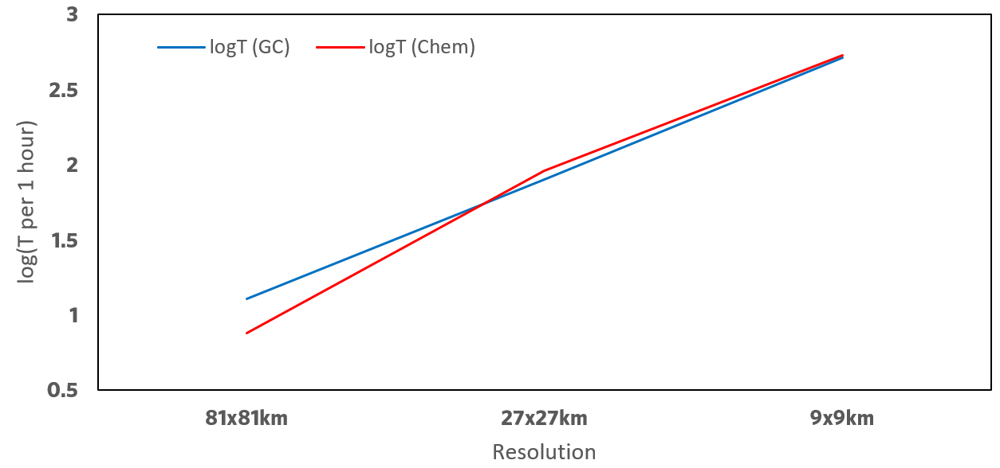 3
logT (GC) logT (Chem)
2.5
2
1.5
1
0.5
log(T per 1 hour)
81x81km 27x27km 9x9km
Resolution